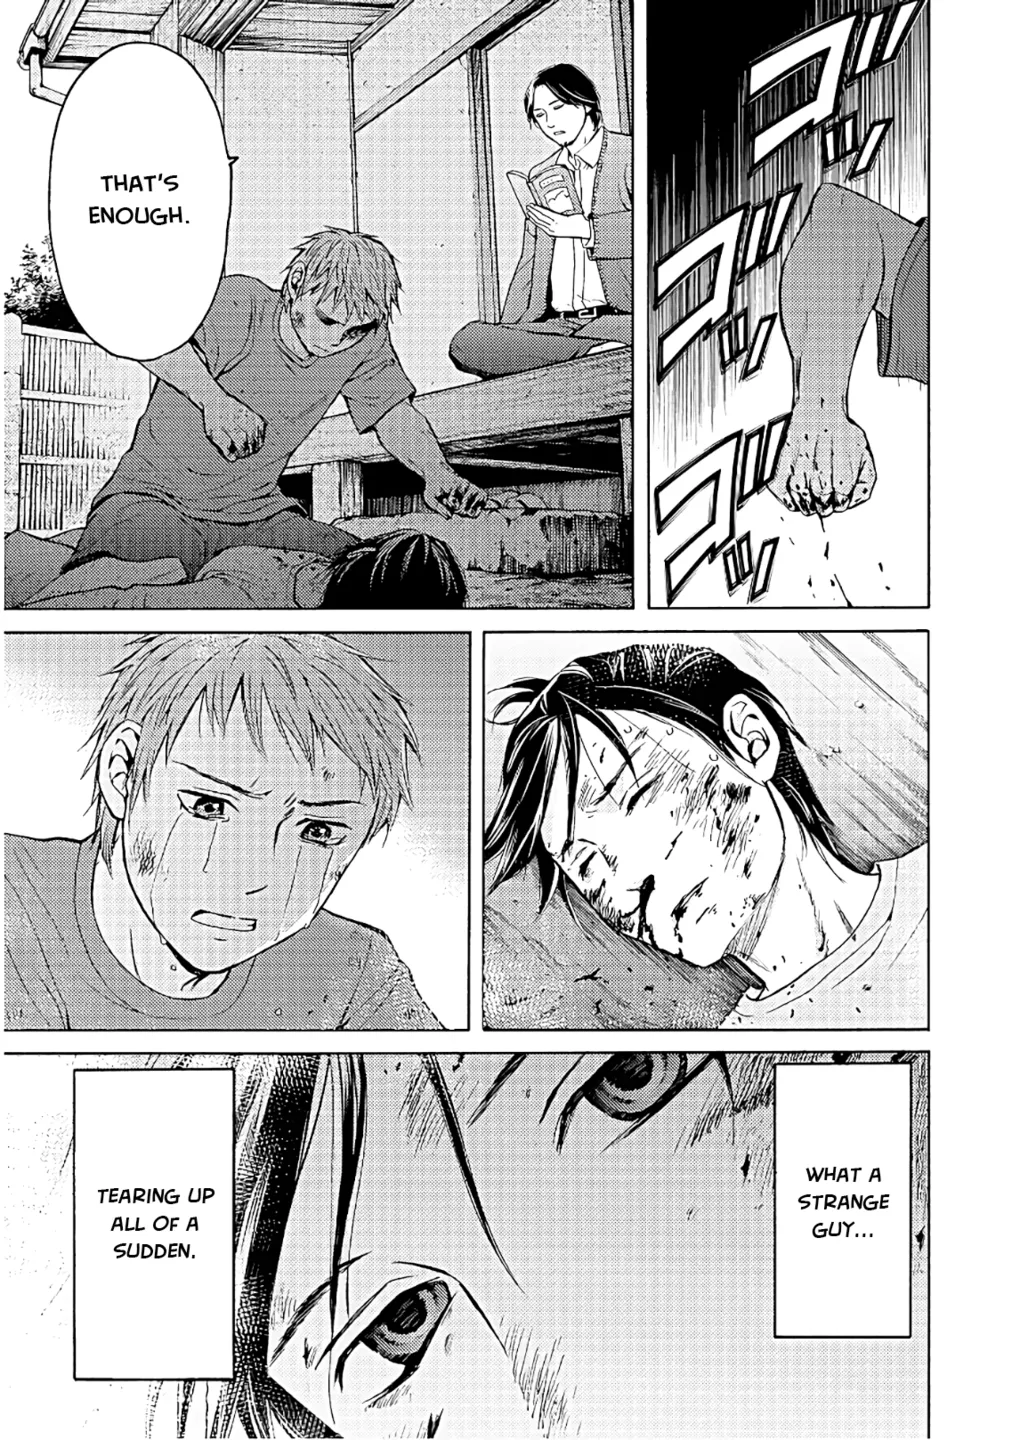 ゴッ
ゴッ
ゴッ
THAT'S
ENOUGH.
WHAT A
STRANGE
GUY...
TEARING UP
ALL OF A
SUDDEN.